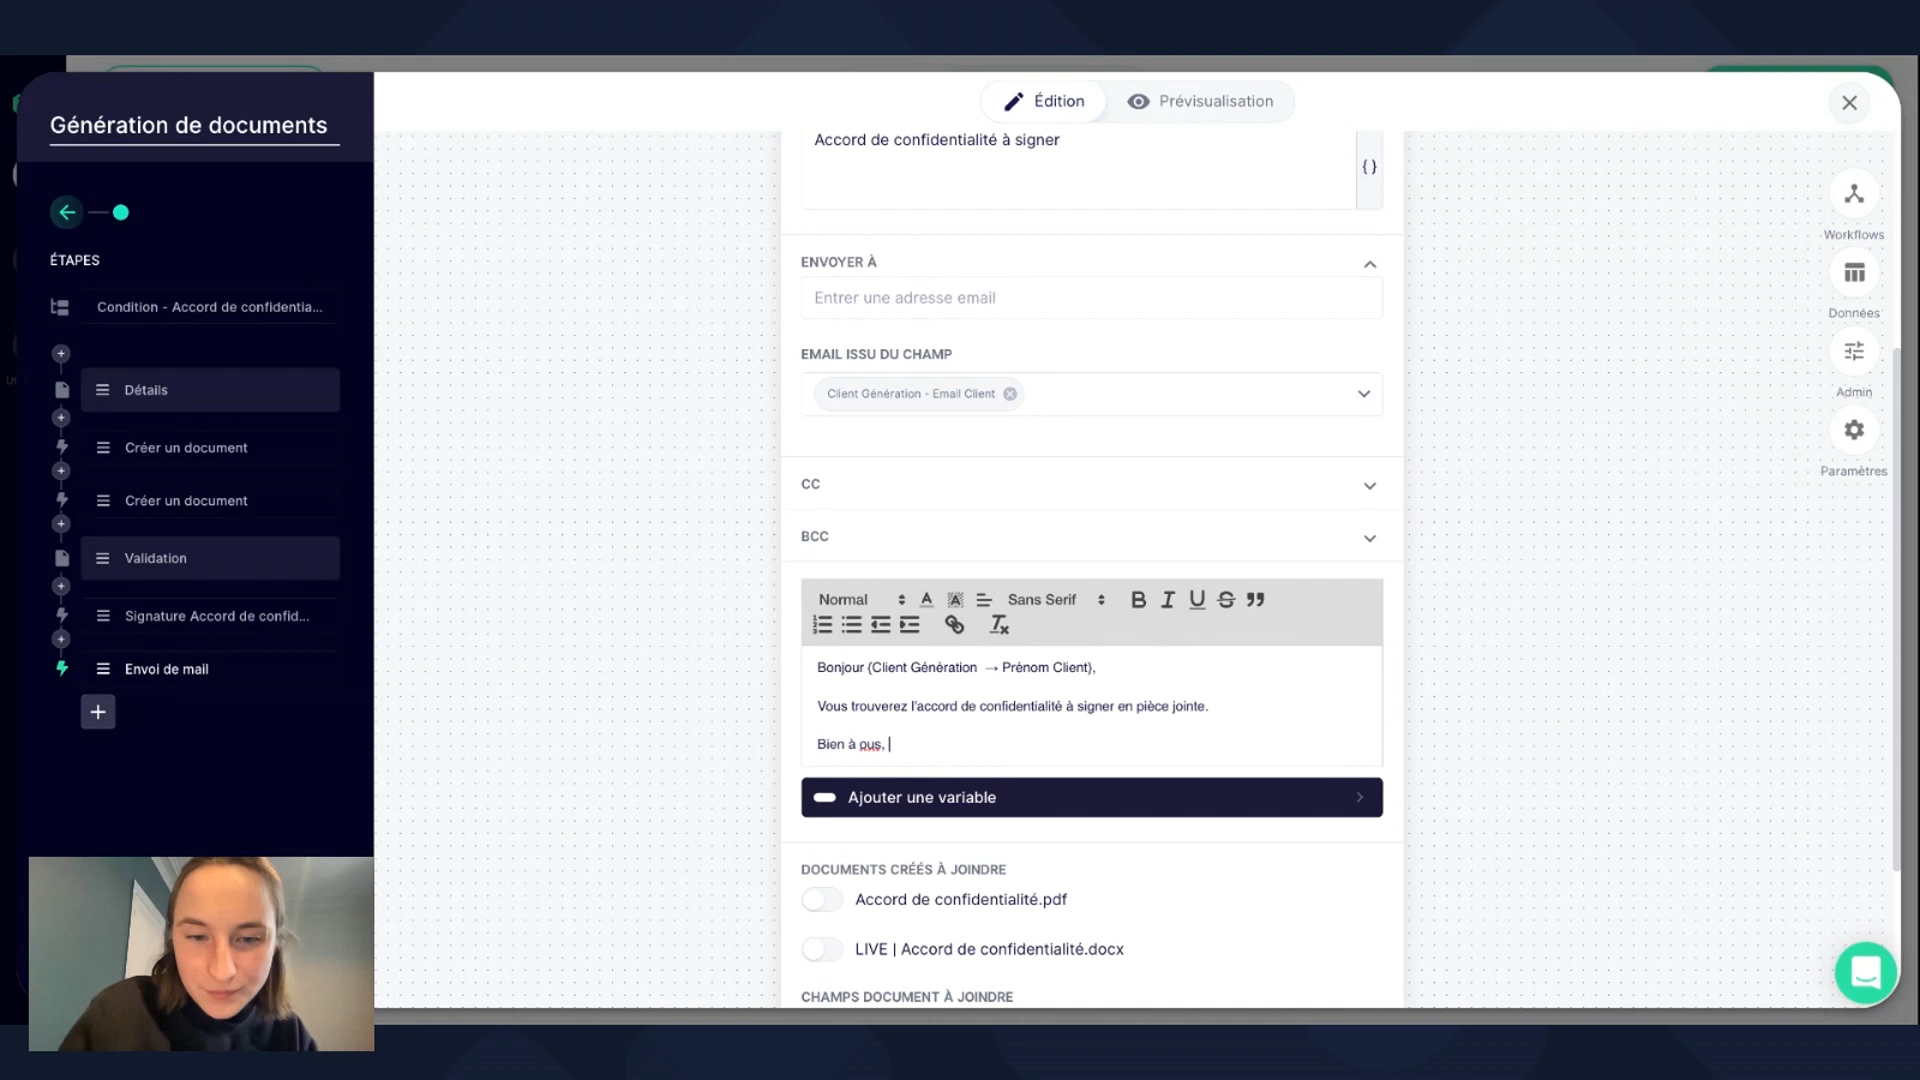 Génération de documents
ÉTAPES
Condition - Accord de confidentia...
Détails
Créer un document
Créer un document
Validation
Signature Accord de confid...
Envoi de mail
Édition
Prévisualisation
Accord de confidentialité à signer
{ }
ENVOYER À
Entrer une adresse email
EMAIL ISSU DU CHAMP
Client Génération - Email Client
CC
BCC
Normal
Sans Serif
Bonjour {Client Génération → Prénom Client},
Vous trouverez l'accord de confidentialité à signer en pièce jointe.
Bien à ous,
Ajouter une variable
DOCUMENTS CRÉÉS À JOINDRE
Accord de confidentialité.pdf
LIVE | Accord de confidentialité.docx
CHAMPS DOCUMENT À JOINDRE
Workflows
Données
Admin
Paramètres